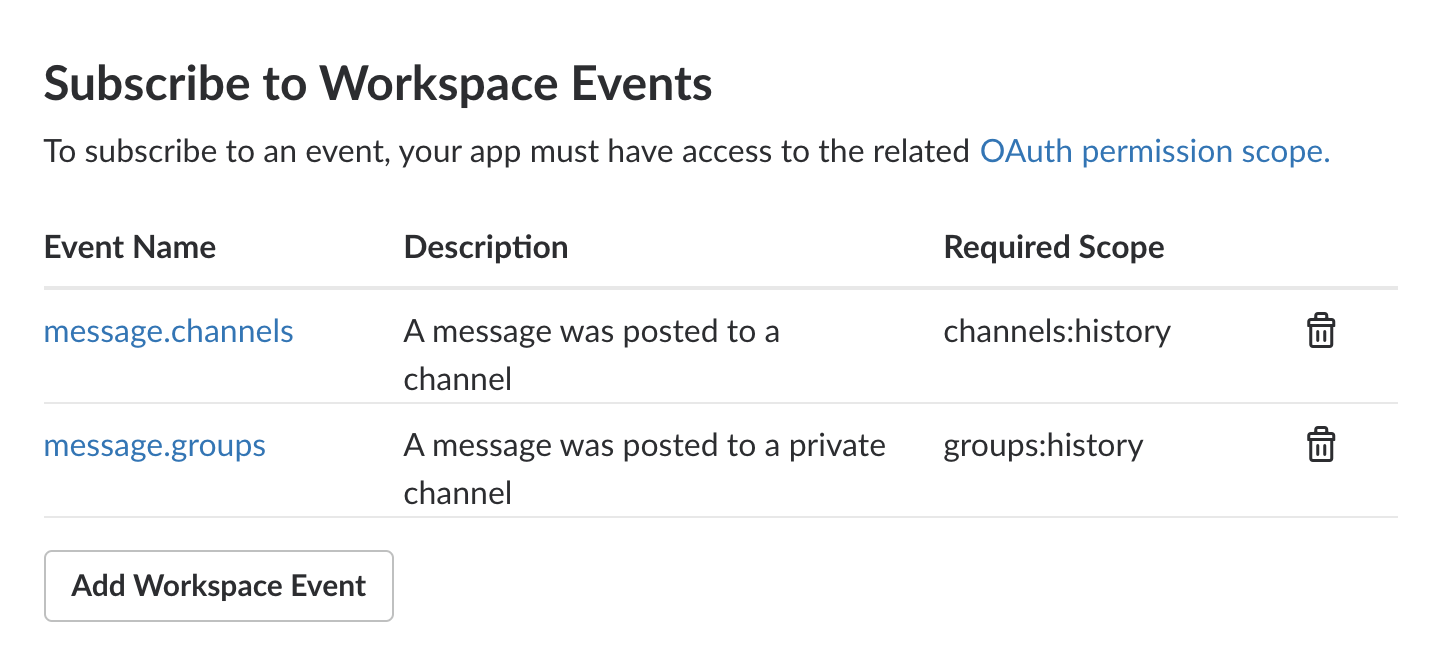 Subscribe to Workspace Events
To subscribe to an event, your app must have access to the related OAuth permission scope.
Event Name Description Required Scope
message.channels A message was posted to a channels:history
channel
message.groups A message was posted to a private groups:history
channel
Add Workspace Event